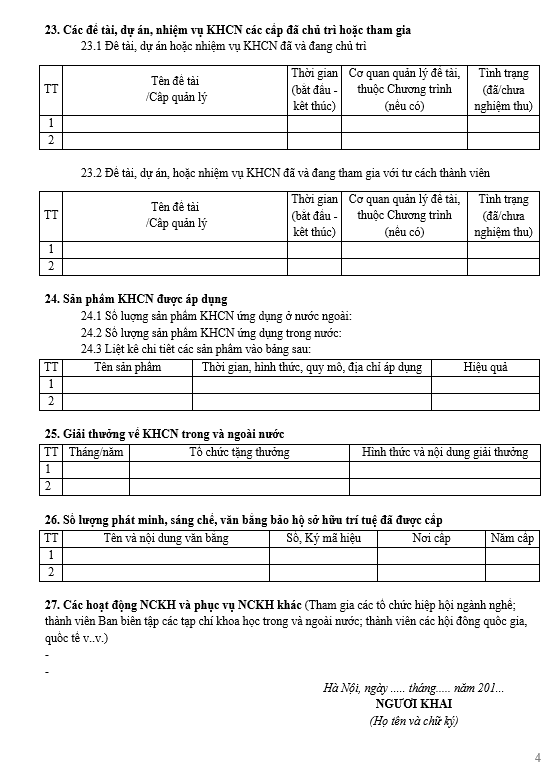 23. Các đề tài, dự án, nhiệm vụ KHCN các cấp đã chủ trì hoặc tham gia
23.1 Đề tài, dự án hoặc nhiệm vụ KHCN đã và đang chủ trì
TT
Tên đề tài
/Cấp quản lý
Thời gian
(bắt đầu -
kết thúc)
Cơ quan quản lý đề tài,
thuộc Chương trình
(nếu có)
Tình trạng
(đã/chưa
nghiệm thu)
1
2
23.2 Đề tài, dự án, hoặc nhiệm vụ KHCN đã và đang tham gia với tư cách thành viên
TT
Tên đề tài
/Cấp quản lý
Thời gian
(bắt đầu -
kết thúc)
Cơ quan quản lý đề tài,
thuộc Chương trình
(nếu có)
Tình trạng
(đã/chưa
nghiệm thu)
1
2
24. Sản phẩm KHCN được áp dụng
24.1 Số lượng sản phẩm KHCN ứng dụng ở nước ngoài:
24.2 Số lượng sản phẩm KHCN ứng dụng trong nước:
24.3 Liệt kê chi tiết các sản phẩm vào bảng sau:
TT Tên sản phẩm Thời gian, hình thức, quy mô, địa chỉ áp dụng Hiệu quả
1
2
25. Giải thưởng về KHCN trong và ngoài nước
TT Tháng/năm Tổ chức tặng thưởng Hình thức và nội dung giải thưởng
1
2
26. Số lượng phát minh, sáng chế, văn bằng bảo hộ sở hữu trí tuệ đã được cấp
TT Tên và nội dung văn bằng Số, Ký mã hiệu Nơi cấp Năm cấp
1
2
27. Các hoạt động NCKH và phục vụ NCKH khác (Tham gia các tổ chức hiệp hội ngành nghề;
thành viên Ban biên tập các tạp chí khoa học trong và ngoài nước; thành viên các hội đồng quốc gia,
quốc tế v..v.)
-
-
Hà Nội, ngày ..... tháng..... năm 201...
NGƯỜI KHAI
(Họ tên và chữ ký)
4